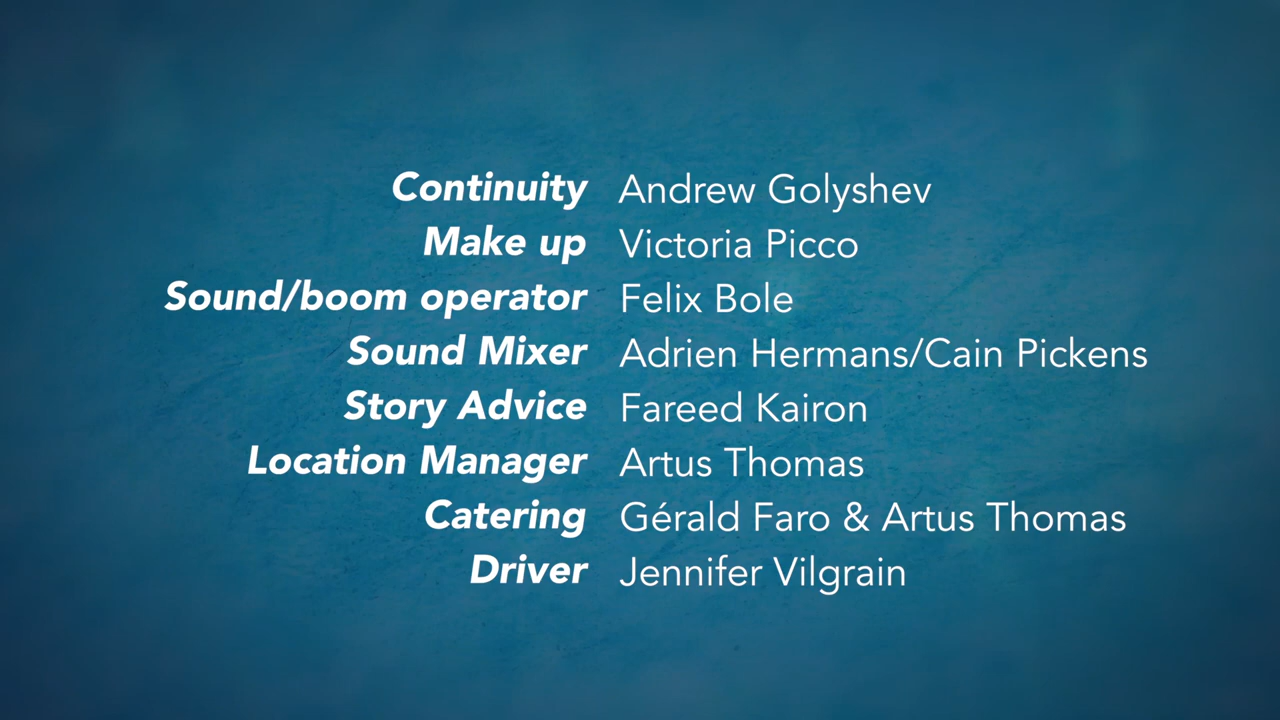 Continuity Andrew Golyshev
Make up Victoria Picco
Sound/boom operator Felix Bole
Sound Mixer Adrien Hermans/Cain Pickens
Story Advice Fareed Kairon
Location Manager Artus Thomas
Catering Gérald Faro & Artus Thomas
Driver Jennifer Vilgrain